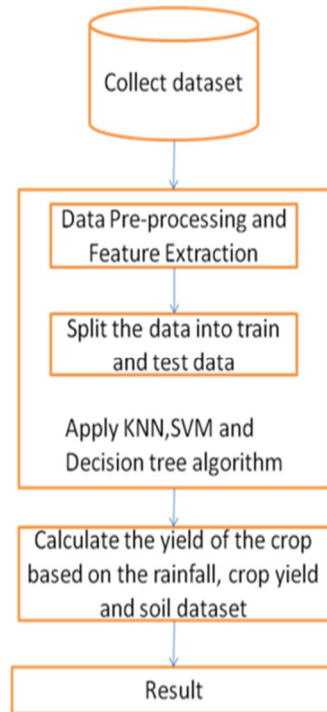 Collect dataset
Data Pre-processing and
Feature Extraction
Split the data into train
and test data
Apply KNN,SVM and
Decision tree algorithm
Calculate the yield of the crop
based on the rainfall, crop yield
and soil dataset
Result